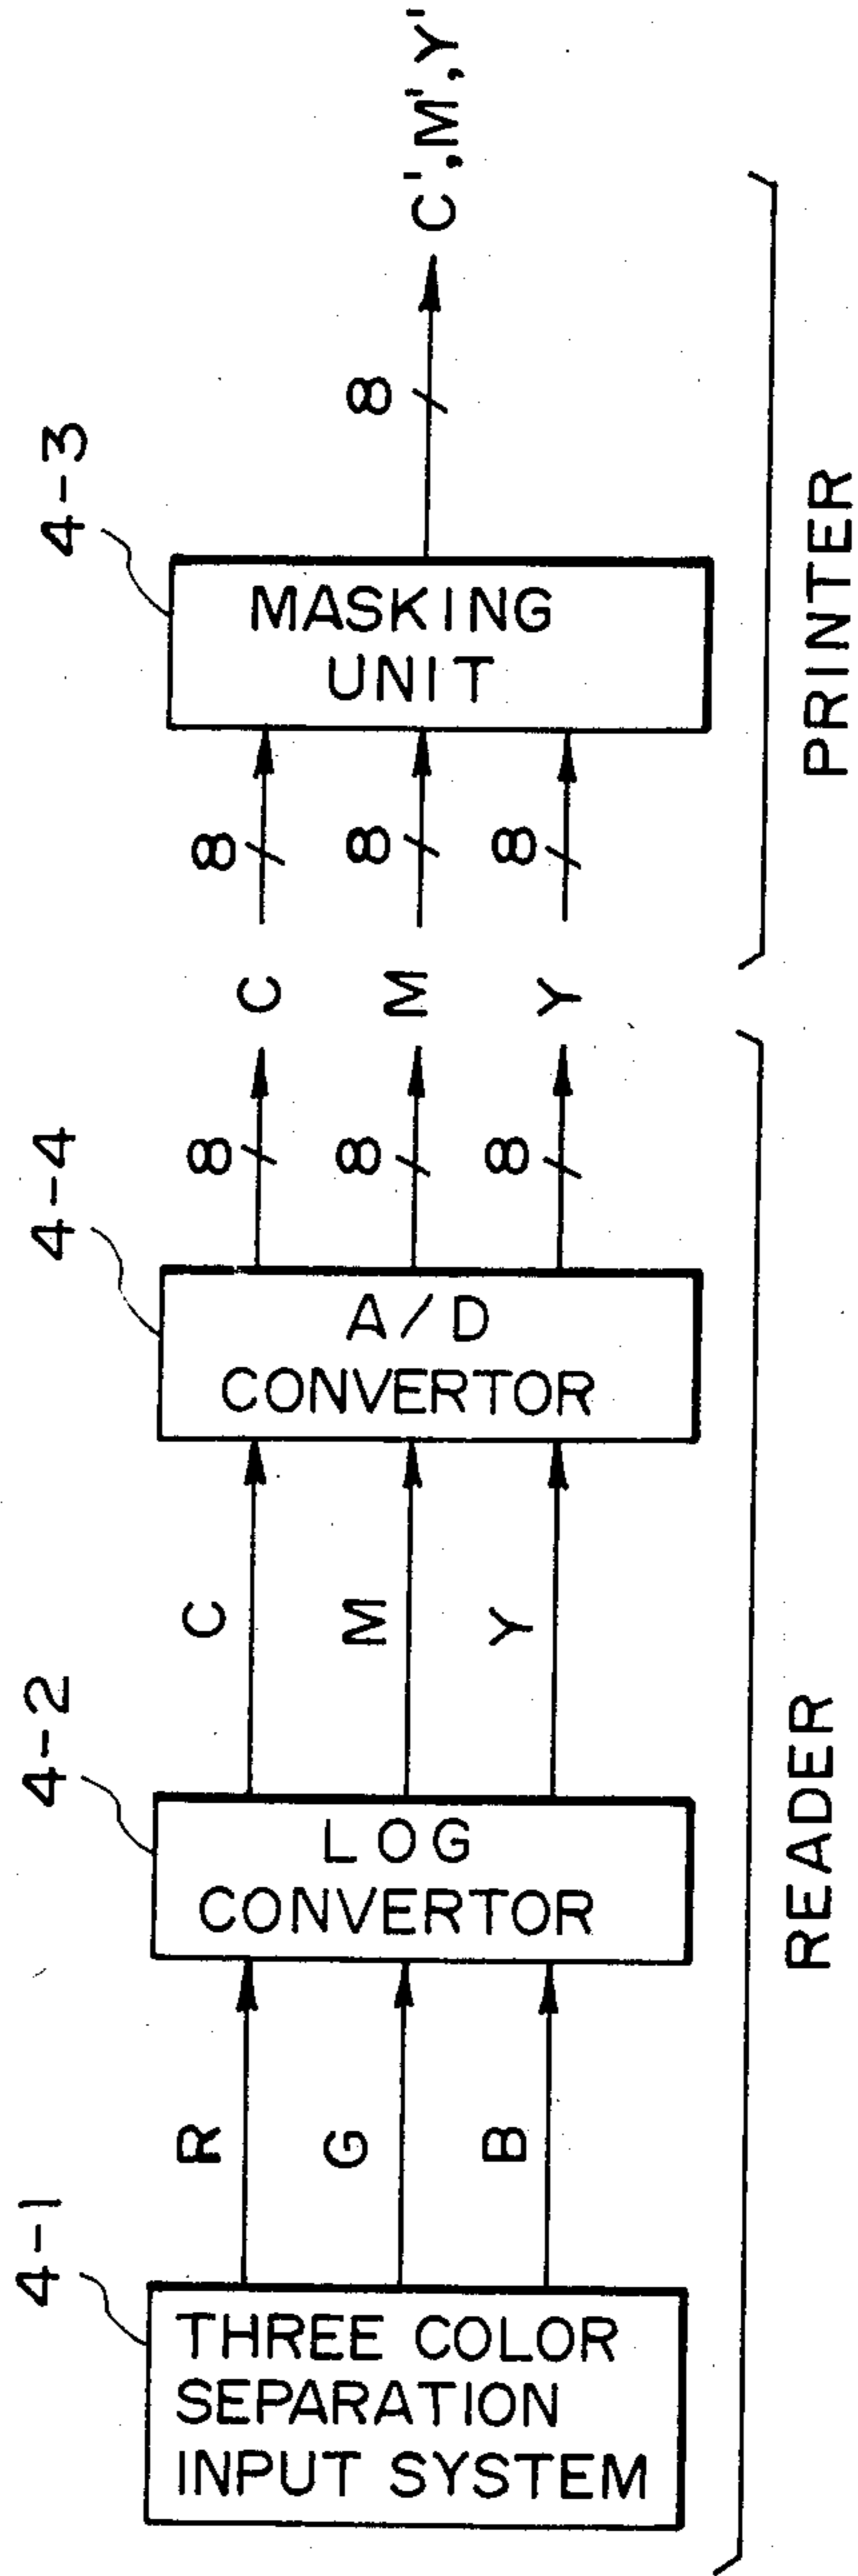 4-1
THREE COLOR
SEPARATION
INPUT SYSTEM
R
G
B
4-2
LOG
CONVERTOR
C
M
Y
4-4
A/D
CONVERTOR
8
8
8
C
M
Y
8
8
8
4-3
MASKING
UNIT
8
C',M',Y'
READER
PRINTER